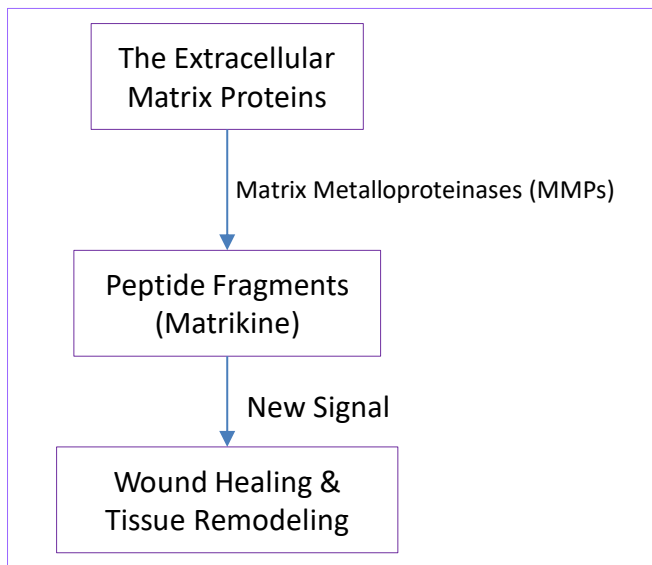 The Extracellular
Matrix Proteins
Matrix Metalloproteinases (MMPs)
Peptide Fragments
(Matrikine)
New Signal
Wound Healing &
Tissue Remodeling